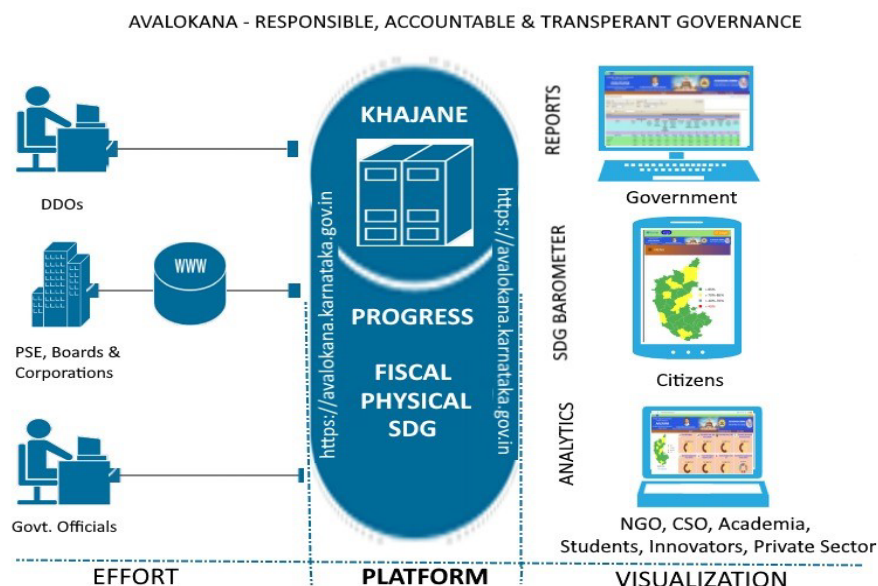 AVALOKANA - RESPONSIBLE, ACCOUNTABLE & TRANSPERANT GOVERNANCE
DDOs
PSE, Boards &
Corporations
Govt. Officials
WWW
EFFORT
KHAJANE
https://avalokana.karnataka.gov.in
https://avalokana.karnataka.gov.in
PROGRESS
FISCAL
PHYSICAL
SDG
PLATFORM
REPORTS
Government
SDG BAROMETER
Citizens
ANALYTICS
NGO, CSO, Academia,
Students, Innovators, Private Sector
VISUALIZATION